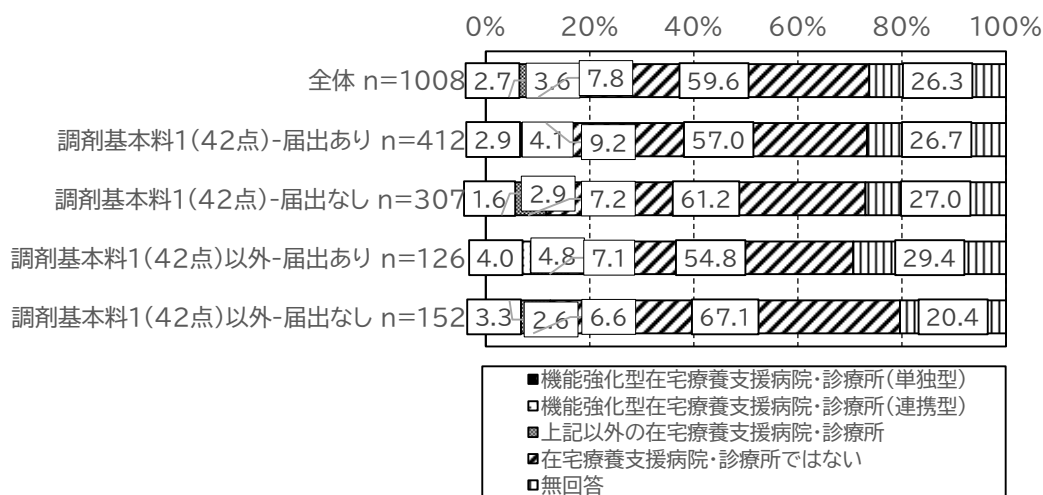 0% 20% 40% 60% 80% 100%
全体 n=1008 2.7 3.6 7.8 59.6 26.3
調剤基本料1(42点)-届出あり n=412 2.9 4.1 9.2 57.0 26.7
調剤基本料1(42点)-届出なし n=307 1.6 2.9 7.2 61.2 27.0
調剤基本料1(42点)以外-届出あり n=126 4.0 4.8 7.1 54.8 29.4
調剤基本料1(42点)以外-届出なし n=152 3.3 2.6 6.6 67.1 20.4
機能強化型在宅療養支援病院・診療所(単独型)
機能強化型在宅療養支援病院・診療所(連携型)
上記以外の在宅療養支援病院・診療所
在宅療養支援病院・診療所ではない
無回答